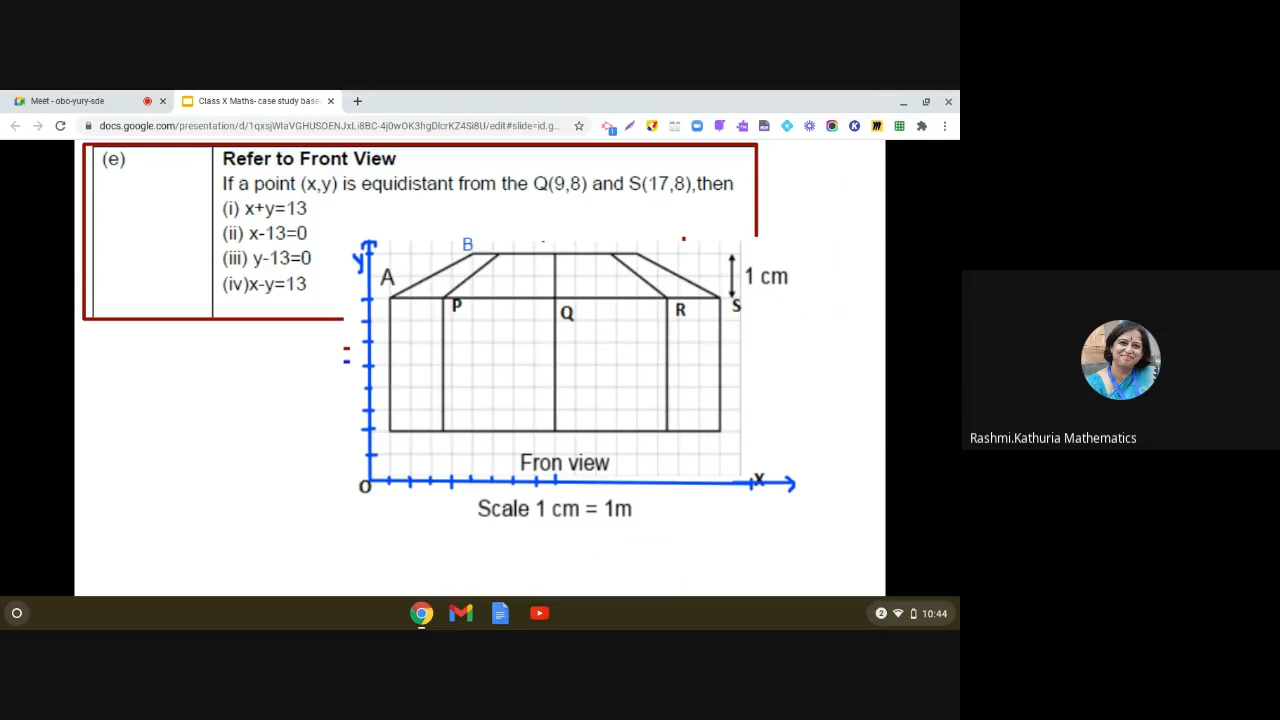 Meet - obo-yury-sde
Class X Maths- case study base
docs.google.com/presentation/d/1qxsjWIaVGHUSOENJxLi8BC-4j0wOK3hgDlcrKZ4Si8U/edit#slide=id.g...
(e)
Refer to Front View
If a point (x,y) is equidistant from the Q(9,8) and S(17,8),then
(i) x+y=13
(ii) x-13=0
(iii) y-13=0
(iv)x-y=13
B
y
A
1 cm
P
Q
R
S
Fron view
O
X
Scale 1 cm = 1m
Rashmi.Kathuria Mathematics
2
10:44